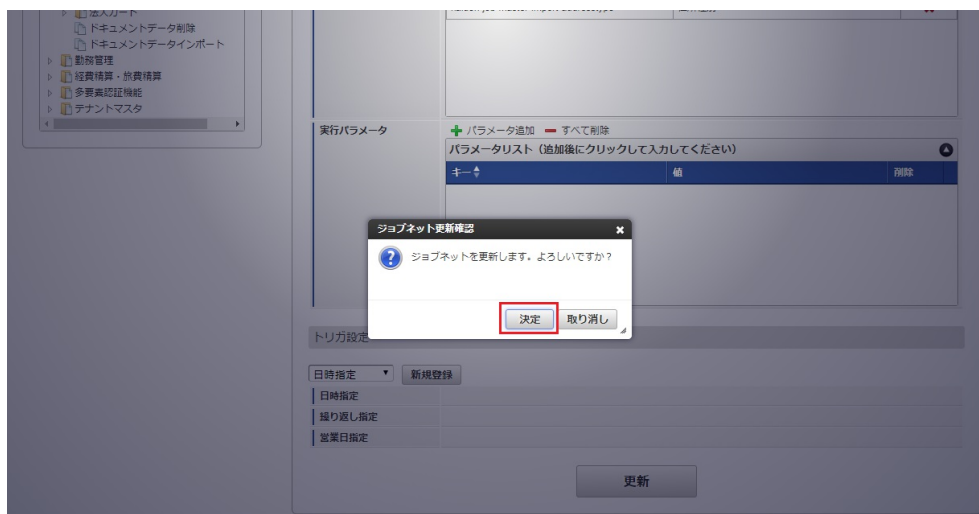 法人カード
ドキュメントデータ削除
ドキュメントデータインポート
勤務管理
経費精算・旅費精算
多要素認証機能
テナントマスタ
実行パラメータ
パラメータ追加 すべて削除
パラメータリスト（追加後にクリックして入力してください）
キー 値 削除
ジョブネット更新確認
ジョブネットを更新します。よろしいですか？
決定 取り消し
トリガ設定
日時指定 新規登録
日時指定
繰り返し指定
営業日指定
更新